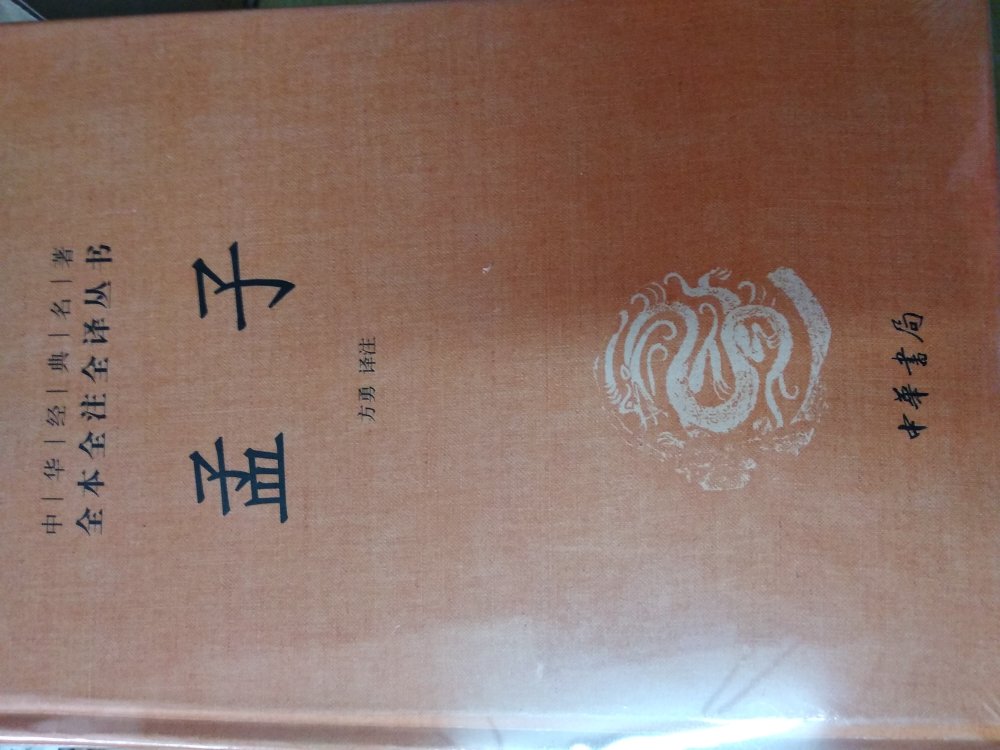 中|华|经|典|名|著
全本全注全译丛书
孟子
方勇 译注
中華書局